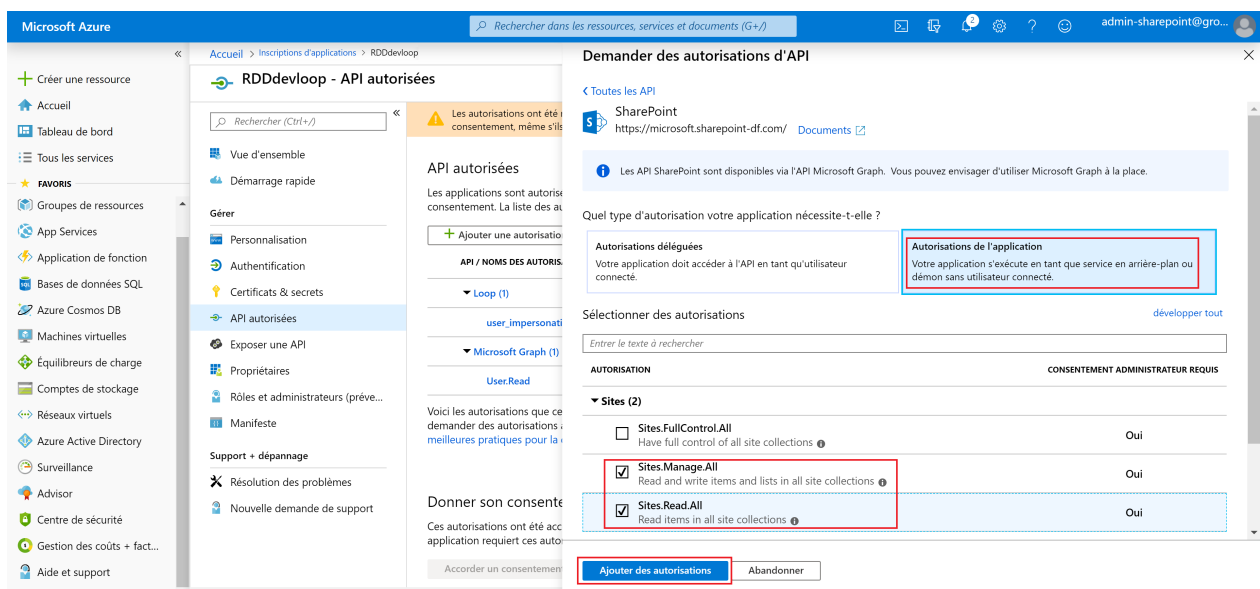 Microsoft Azure
Rechercher dans les ressources, services et documents (G+/)
2
admin-sharepoint@gro...
«
Créer une ressource
Accueil
Tableau de bord
Tous les services
FAVORIS
Groupes de ressources
App Services
Application de fonction
Bases de données SQL
Azure Cosmos DB
Machines virtuelles
Équilibreurs de charge
Comptes de stockage
Réseaux virtuels
Azure Active Directory
Surveillance
Advisor
Centre de sécurité
Gestion des coûts + fact...
Aide et support
Accueil > Inscriptions d'applications > RDDdevloop
RDDdevloop - API autorisées
Rechercher (Ctrl+/)
«
Vue d'ensemble
Démarrage rapide
Gérer
Personnalisation
Authentification
Certificats & secrets
API autorisées
Exposer une API
Propriétaires
Rôles et administrateurs (préve...
Manifeste
Support + dépannage
Résolution des problèmes
Nouvelle demande de support
Les autorisations ont été
consentement, même s'ils
API autorisées
Les applications sont autorisé
consentement. La liste des au
Ajouter une autorisatio
API / NOMS DES AUTORIS
Loop (1)
user_impersonati
Microsoft Graph (1)
User.Read
Voici les autorisations que ce
demander des autorisations
meilleures pratiques pour la
Donner son consente
Ces autorisations ont été acc
application requiert ces auto
Accorder un consentemen
Demander des autorisations d'API
Toutes les API
SharePoint
https://microsoft.sharepoint-df.com/ Documents
Les API SharePoint sont disponibles via l'API Microsoft Graph. Vous pouvez envisager d'utiliser Microsoft Graph à la place.
Quel type d'autorisation votre application nécessite-t-elle ?
Autorisations déléguées
Votre application doit accéder à l'API en tant qu'utilisateur
connecté.
Autorisations de l'application
Votre application s'exécute en tant que service en arrière-plan ou
démon sans utilisateur connecté.
Sélectionner des autorisations
développer tout
Entrer le texte à rechercher
AUTORISATION
CONSENTEMENT ADMINISTRATEUR REQUIS
Sites (2)
Sites.FullControl.All
Have full control of all site collections
Oui
Sites.Manage.All
Read and write items and lists in all site collections
Oui
Sites.Read.All
Read items in all site collections
Oui
Ajouter des autorisations
Abandonner